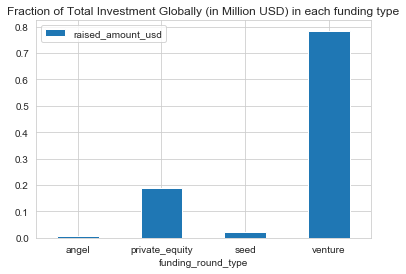 Fraction of Total Investment Globally (in Million USD) in each funding type
raised_amount_usd
0.8
0.7
0.6
0.5
0.4
0.3
0.2
0.1
0.0
angel private_equity seed venture
funding_round_type